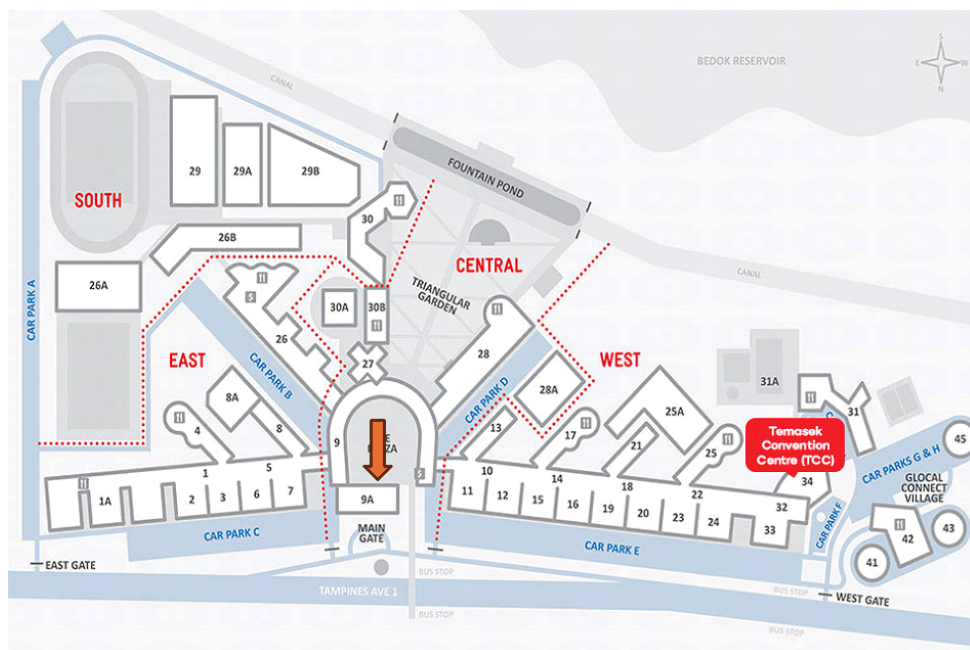 BEDOK RESERVOIR
S
E
W
N
CANAL
FOUNTAIN POND
29
29A
29B
SOUTH
30
26B
CENTRAL
CANAL
26A
TRIANGULAR
GARDEN
30A
30B
$
CAR PARK A
26
EAST
CAR PARK B
27
28
WEST
CAR PARK D
28A
31A
8A
31
25A
4
8
9
13
17
21
25
Temasek
Convention
Centre (TCC)
45
CAR PARKS G & H
1
5
$
10
14
18
22
34
GLOCAL
CONNECT
VILLAGE
1A
2
3
6
7
9A
11
12
15
16
19
20
23
24
32
33
CAR PARK F
43
42
41
CAR PARK C
MAIN
GATE
CAR PARK E
EAST GATE
BUS STOP
TAMPINES AVE 1
WEST GATE
BUS STOP
BUS STOP
BUS STOP